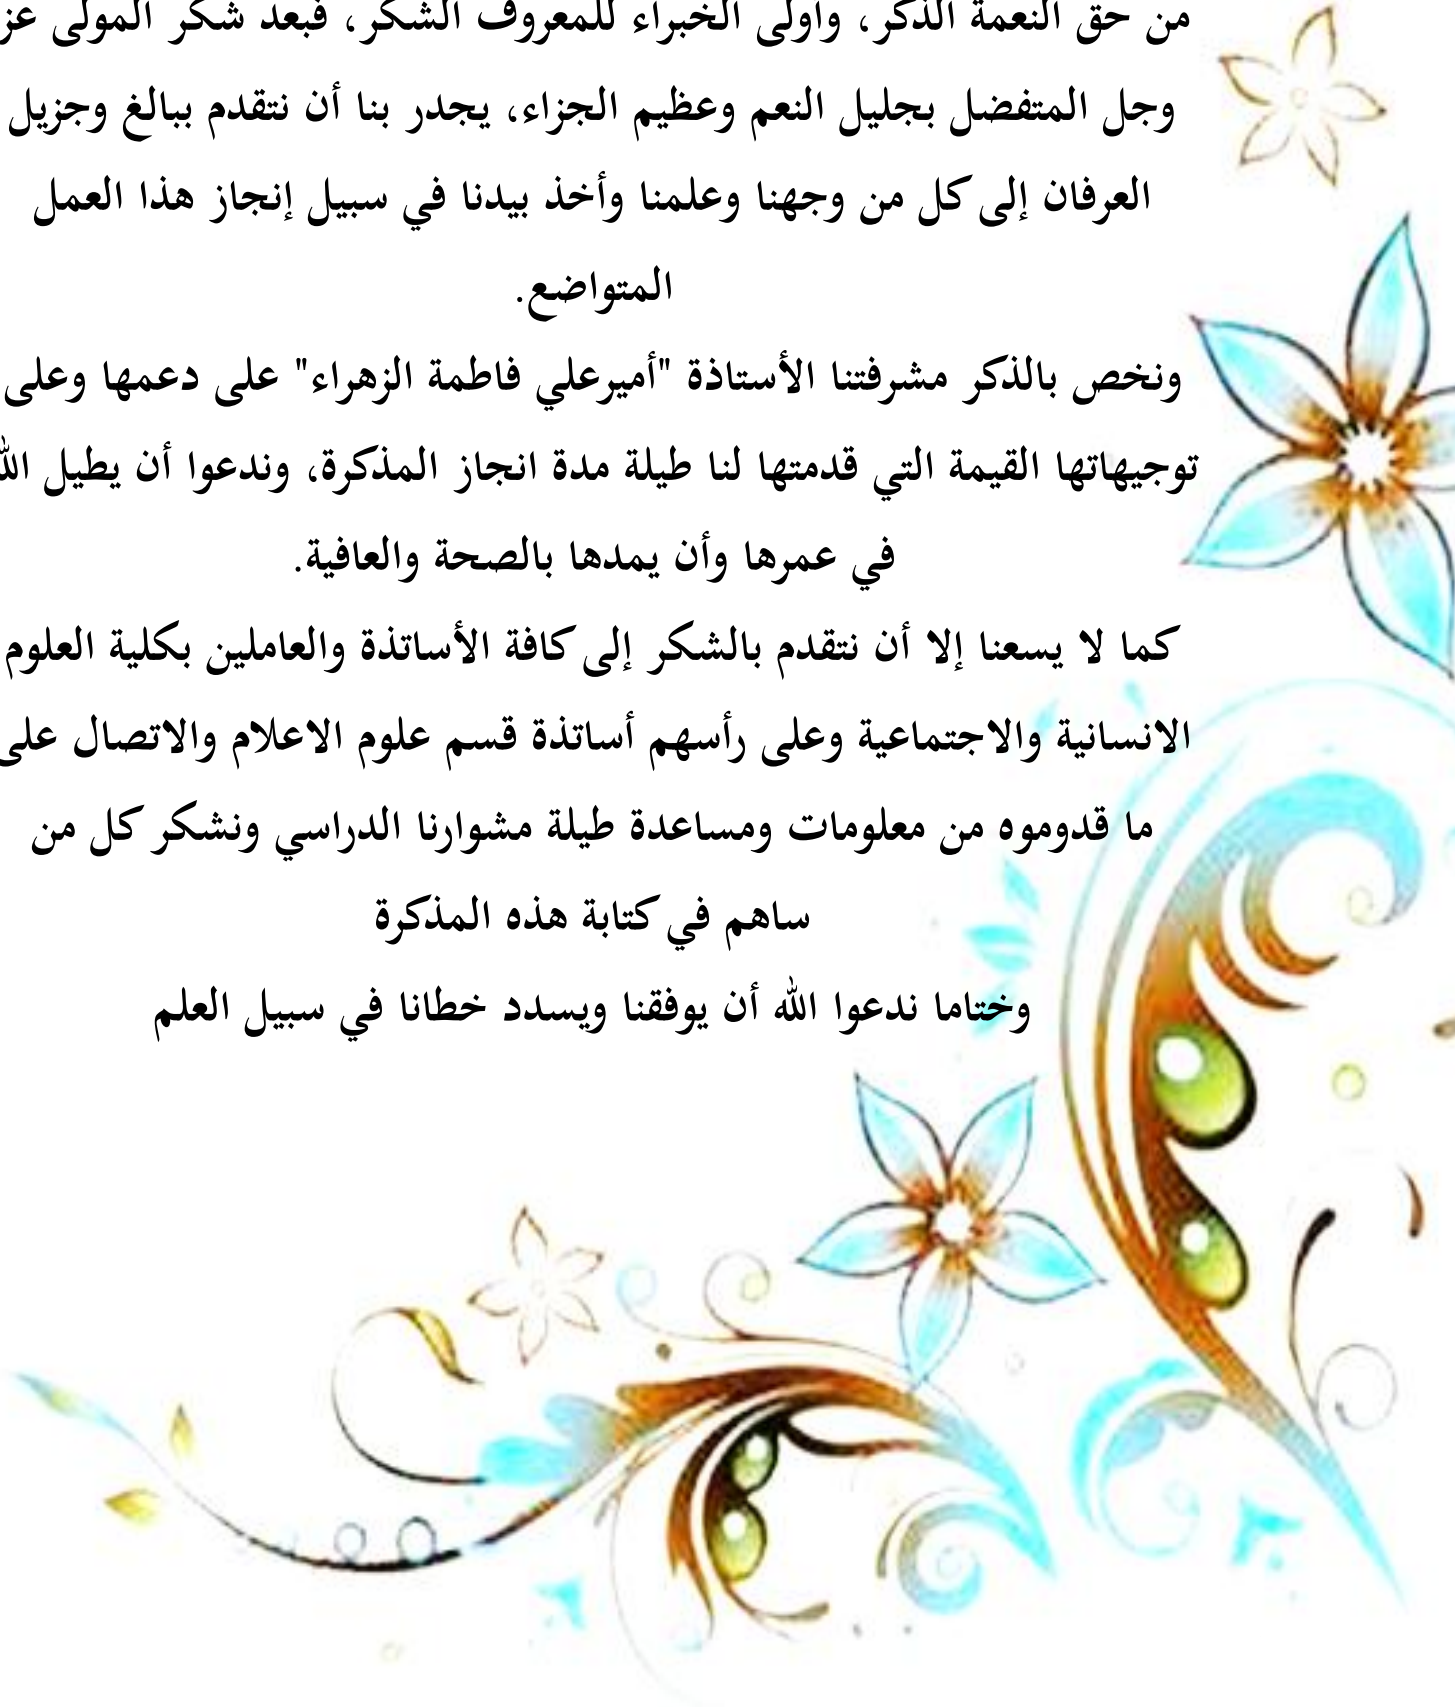 من حق النعمة الذكر، وأولى الخبراء للمعروف الشكر، فبعد شكر المولى عز
وجل المتفضل بجليل النعم وعظيم الجزاء، يجدر بنا أن نتقدم ببالغ وجزيل
العرفان إلى كل من وجهنا وعلمنا وأخذ بيدنا في سبيل إنجاز هذا العمل
المتواضع.
ونخص بالذكر مشرفتنا الأستاذة "أميرعلي فاطمة الزهراء" على دعمها وعلى
توجيهاتها القيمة التي قدمتها لنا طيلة مدة انجاز المذكرة، وندعوا أن يطيل الله
في عمرها وأن يمدها بالصحة والعافية.
كما لا يسعنا إلا أن نتقدم بالشكر إلى كافة الأساتذة والعاملين بكلية العلوم
الانسانية والاجتماعية وعلى رأسهم أساتذة قسم علوم الاعلام والاتصال على
ما قدوموه من معلومات ومساعدة طيلة مشوارنا الدراسي ونشكر كل من
ساهم في كتابة هذه المذكرة
وختاما ندعوا الله أن يوفقنا ويسدد خطانا في سبيل العلم